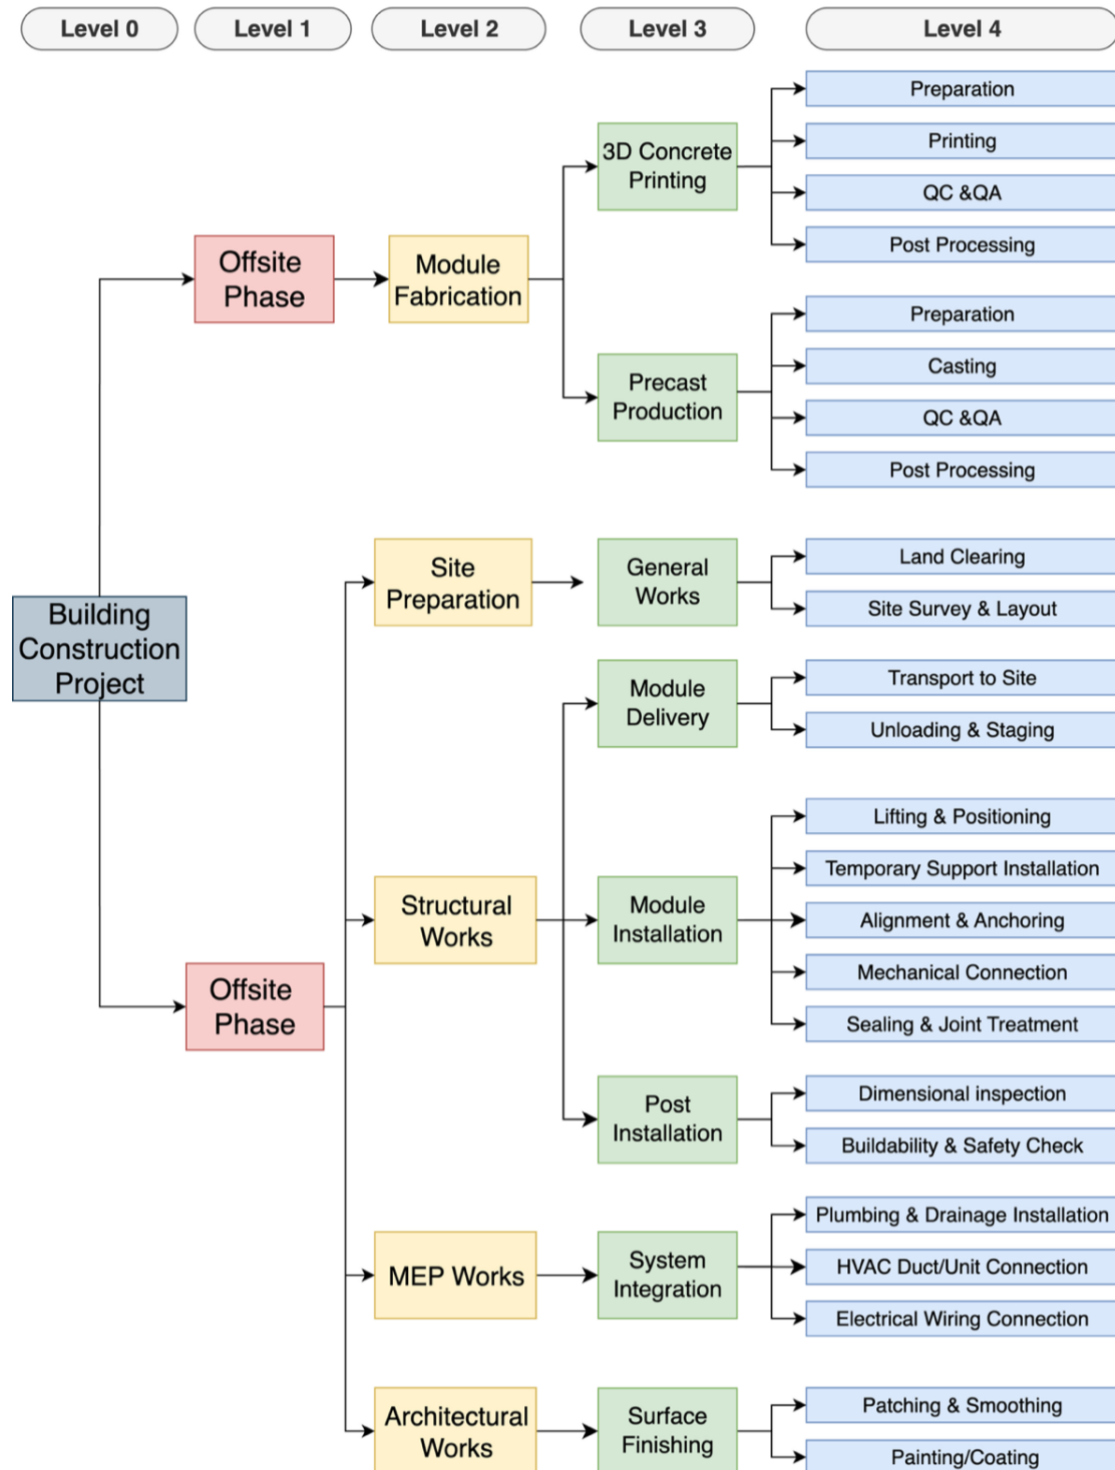 Level 0
Level 1
Level 2
Level 3
Level 4
Building
Construction
Project
Offsite
Phase
Module
Fabrication
3D Concrete
Printing
Preparation
Printing
QC &QA
Post Processing
Precast
Production
Preparation
Casting
QC &QA
Post Processing
Offsite
Phase
Site
Preparation
General
Works
Land Clearing
Site Survey & Layout
Structural
Works
Module
Delivery
Transport to Site
Unloading & Staging
Module
Installation
Lifting & Positioning
Temporary Support Installation
Alignment & Anchoring
Mechanical Connection
Sealing & Joint Treatment
Post
Installation
Dimensional inspection
Buildability & Safety Check
MEP Works
System
Integration
Plumbing & Drainage Installation
HVAC Duct/Unit Connection
Electrical Wiring Connection
Architectural
Works
Surface
Finishing
Patching & Smoothing
Painting/Coating